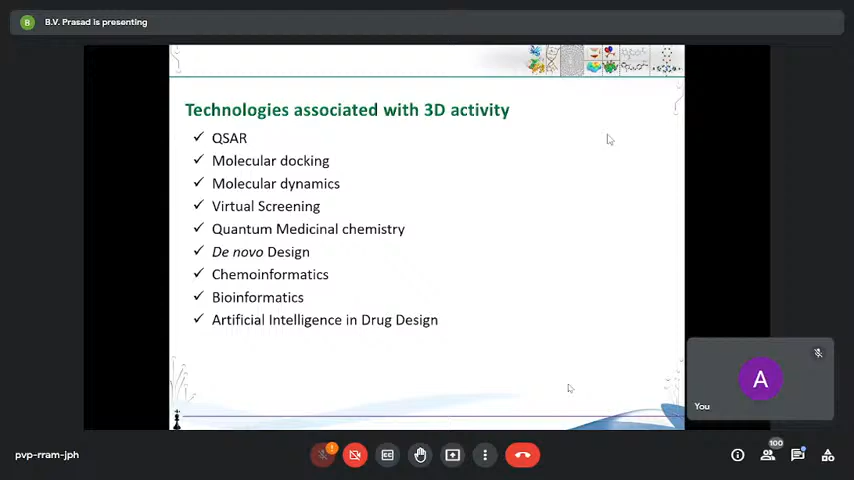 B
B.V. Prasad is presenting
Technologies associated with 3D activity
✓ QSAR
✓ Molecular docking
✓ Molecular dynamics
✓ Virtual Screening
✓ Quantum Medicinal chemistry
✓ De novo Design
✓ Chemoinformatics
✓ Bioinformatics
✓ Artificial Intelligence in Drug Design
A
You
pvp-rram-jph
!
CC
100